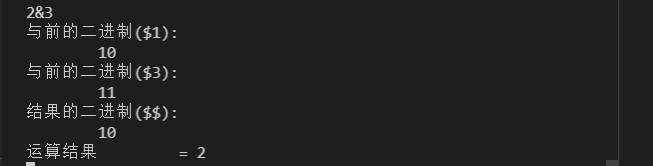 2&3
与前的二进制($1):
10
与前的二进制($3):
11
结果的二进制($$):
10
运算结果 = 2